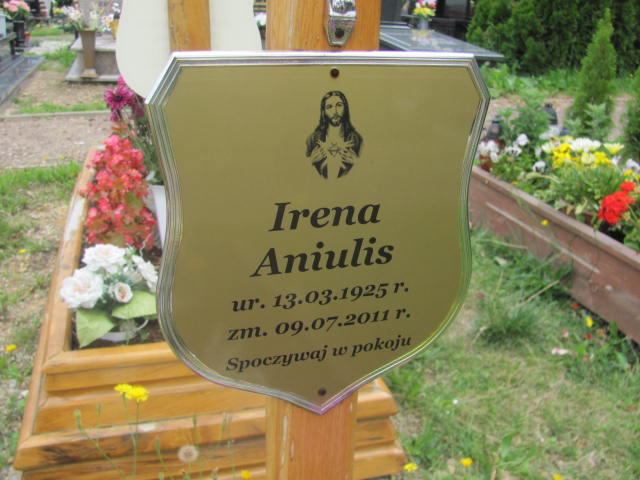 Irena
Aniulis
ur. 13.03.1925 r.
zm. 09.07.2011 r.
Spoczywaj w pokoju